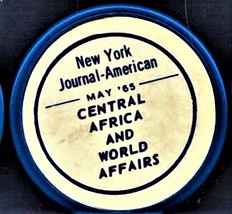 New York
Journal-American
MAY '65
CENTRAL
AFRICA
AND
WORLD
AFFAIRS